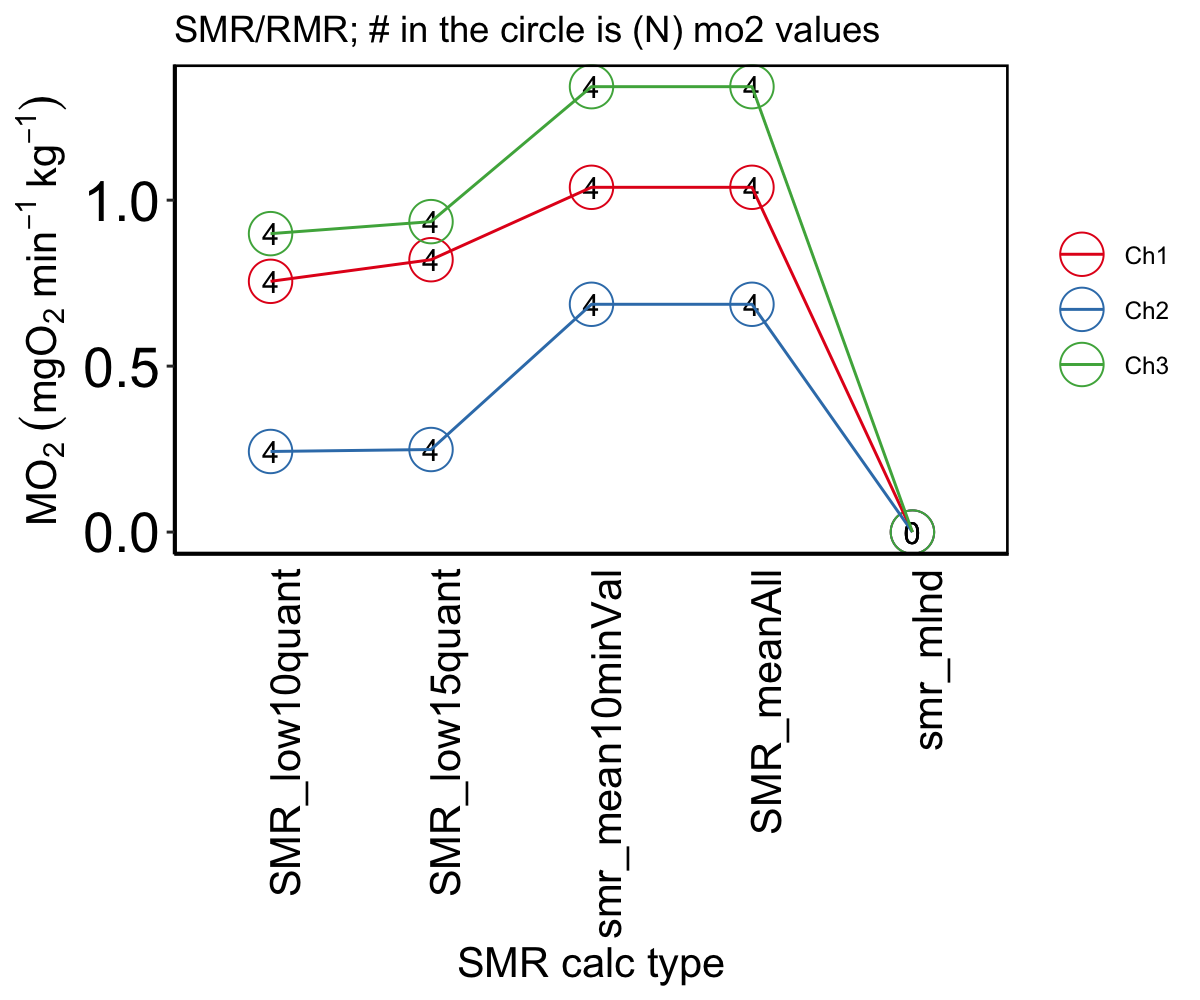 SMR/RMR; # in the circle is (N) mo2 values
MO₂ (mgO₂ min⁻¹ kg⁻¹)
1.0
0.5
0.0
4 4 4 4
4 4 4 4
4 4 4 4
0
Ch1
Ch2
Ch3
SMR_low10quant
SMR_low15quant
smr_mean10minVal
SMR_meanAll
smr_mlnd
SMR calc type